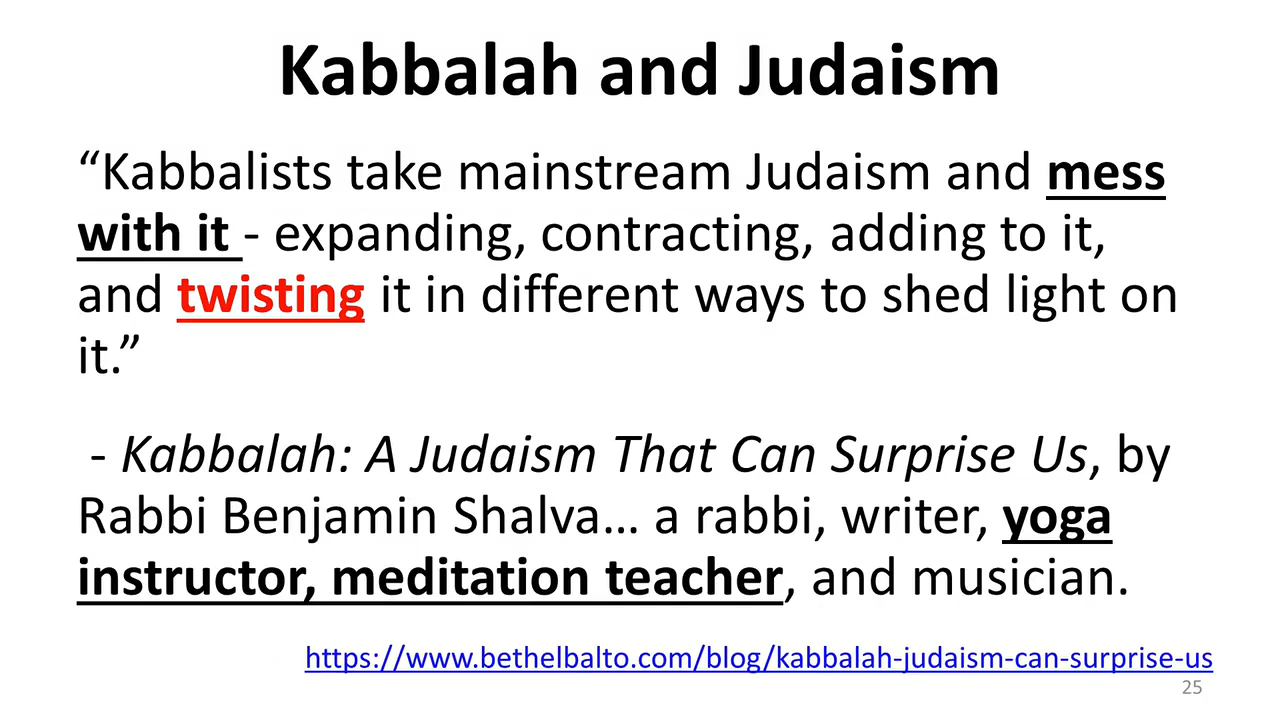 Kabbalah and Judaism
“Kabbalists take mainstream Judaism and mess
with it - expanding, contracting, adding to it,
and twisting it in different ways to shed light on
it.”
- Kabbalah: A Judaism That Can Surprise Us, by
Rabbi Benjamin Shalva… a rabbi, writer, yoga
instructor, meditation teacher, and musician.
https://www.bethelbalto.com/blog/kabbalah-judaism-can-surprise-us
25